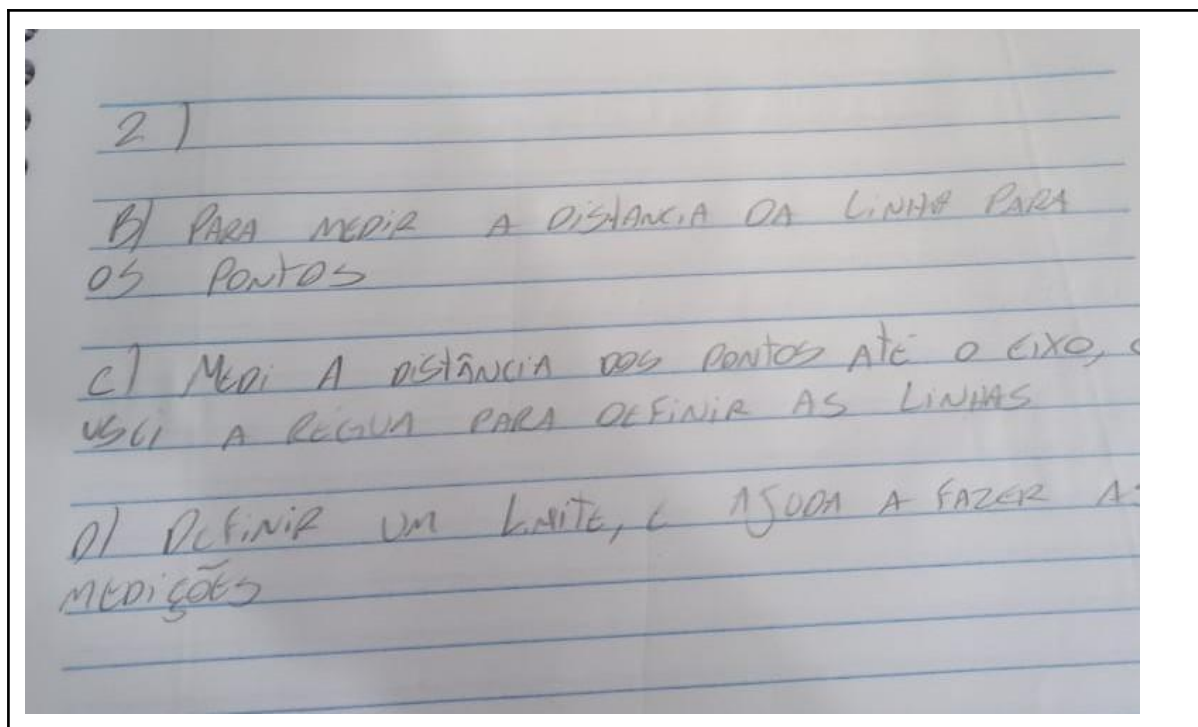 2)
B) PARA MEDIR A DISTANCIA DA LINHA PARA
OS PONTOS
C) MEDI A DISTÂNCIA DOS PONTOS ATÉ O EIXO, E
USEI A RÉGUA PARA DEFINIR AS LINHAS
D) DEFINIR UM LIMITE, E AJUDA A FAZER AS
MEDIÇÕES